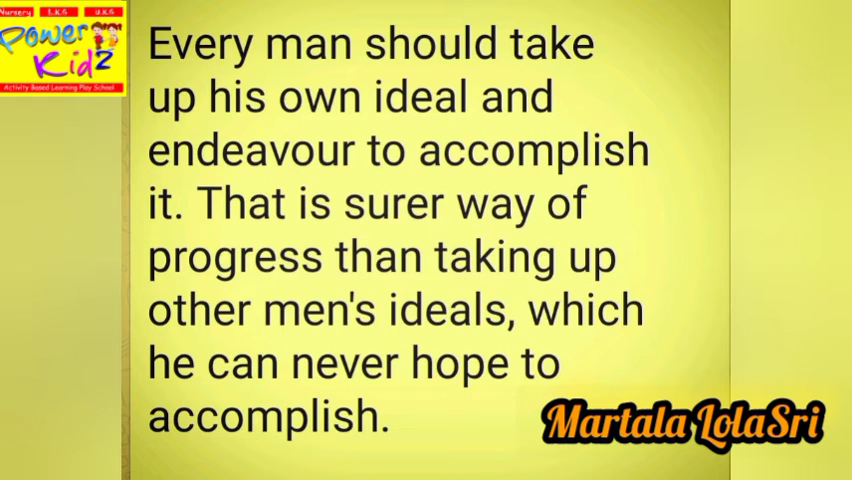 Nursery L.K.G U.K.G
Power
Kidz
Activity Based Learning Play School
Every man should take
up his own ideal and
endeavour to accomplish
it. That is surer way of
progress than taking up
other men's ideals, which
he can never hope to
accomplish.
Martala LolaSri